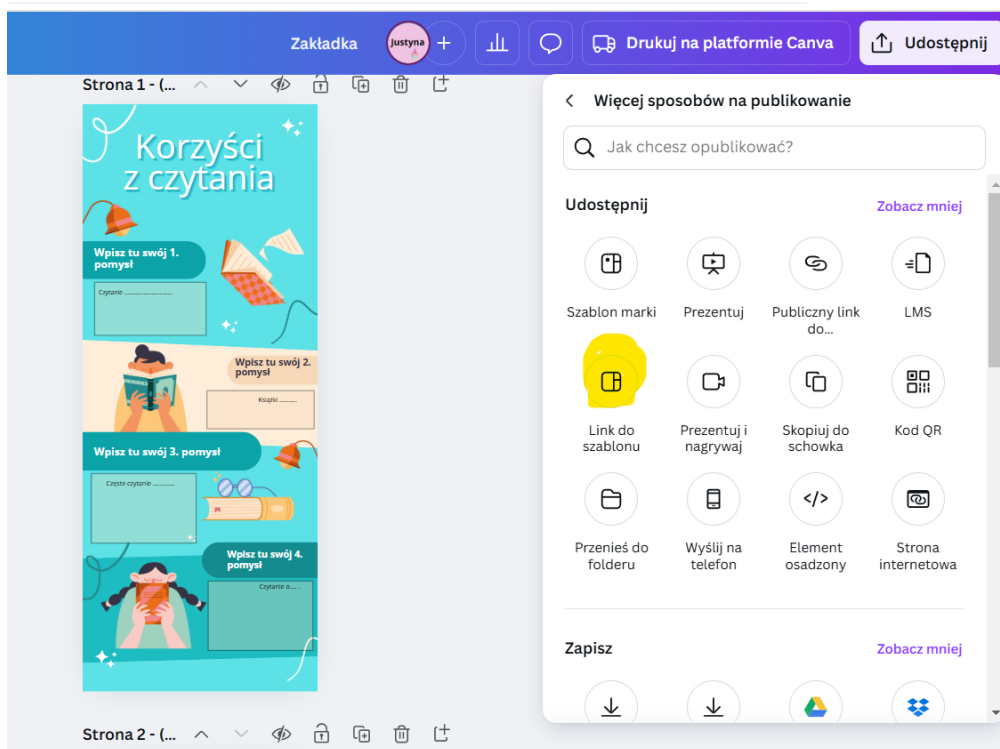 Zakładka
Justyna
Drukuj na platformie Canva
Udostępnij
Strona 1 - (...
Korzyści
z czytania
Wpisz tu swój 1.
pomysł
Czytanie ............................
Wpisz tu swój 2.
pomysł
Książki ..........
Wpisz tu swój 3. pomysł
Częste czytanie ............
Wpisz tu swój 4.
pomysł
Czytanie o.... .
Strona 2 - (...
Więcej sposobów na publikowanie
Jak chcesz opublikować?
Udostępnij
Zobacz mniej
Szablon marki
Prezentuj
Publiczny link
do...
LMS
Link do
szablonu
Prezentuj i
nagrywaj
Skopiuj do
schowka
Kod QR
Przenieś do
folderu
Wyślij na
telefon
Element
osadzony
Strona
internetowa
Zapisz
Zobacz mniej